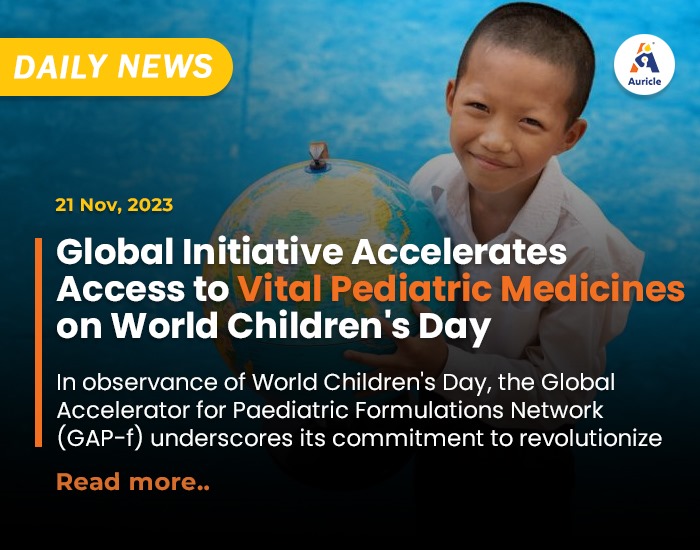 DAILY NEWS
Auricle
21 Nov, 2023
Global Initiative Accelerates
Access to Vital Pediatric Medicines
on World Children's Day
In observance of World Children's Day, the Global
Accelerator for Paediatric Formulations Network
(GAP-f) underscores its commitment to revolutionize
Read more..